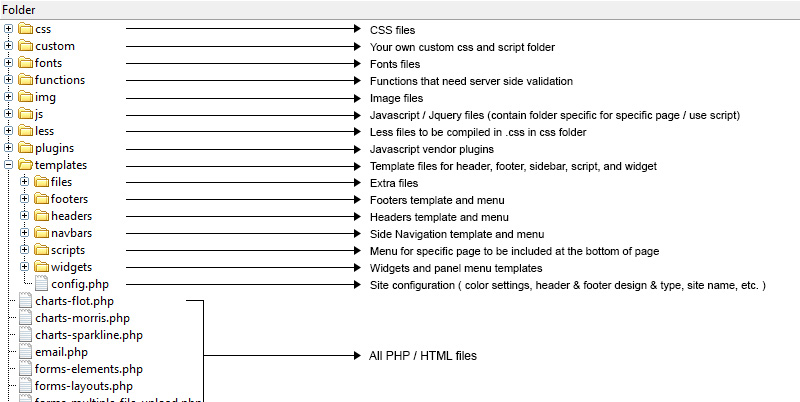 Folder
css CSS files
custom Your own custom css and script folder
fonts Fonts files
functions Functions that need server side validation
img Image files
js Javascript / Jquery files (contain folder specific for specific page / use script)
less Less files to be compiled in .css in css folder
plugins Javascript vendor plugins
templates Template files for header, footer, sidebar, script, and widget
files Extra files
footers Footers template and menu
headers Headers template and menu
navbars Side Navigation template and menu
scripts Menu for specific page to be included at the bottom of page
widgets Widgets and panel menu templates
config.php Site configuration ( color settings, header & footer design & type, site name, etc. )
charts-flot.php
charts-morris.php
charts-sparkline.php
email.php All PHP / HTML files
forms-elements.php
forms-layouts.php
forms-multiple-file-upload.php